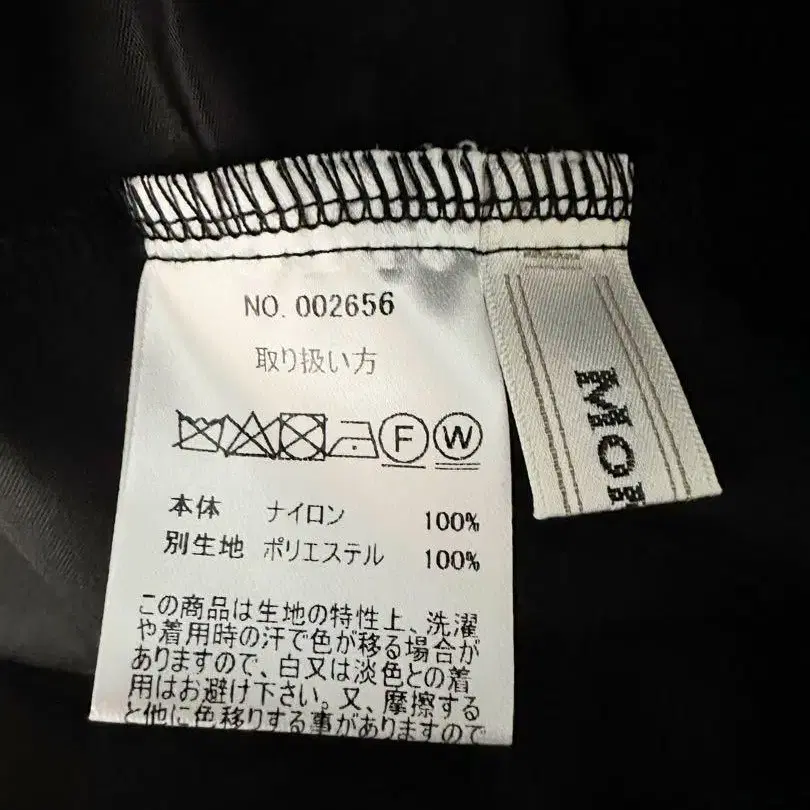 NO. 002656
取り扱い方
F W
本体 ナイロン 100%
別生地 ポリエステル 100%
この商品は生地の特性上、洗濯
や着用時の汗で色が移る場合が
ありますので、白又は淡色との着
用はお避け下さい。又、摩擦する
と他に色移りする事がありますので